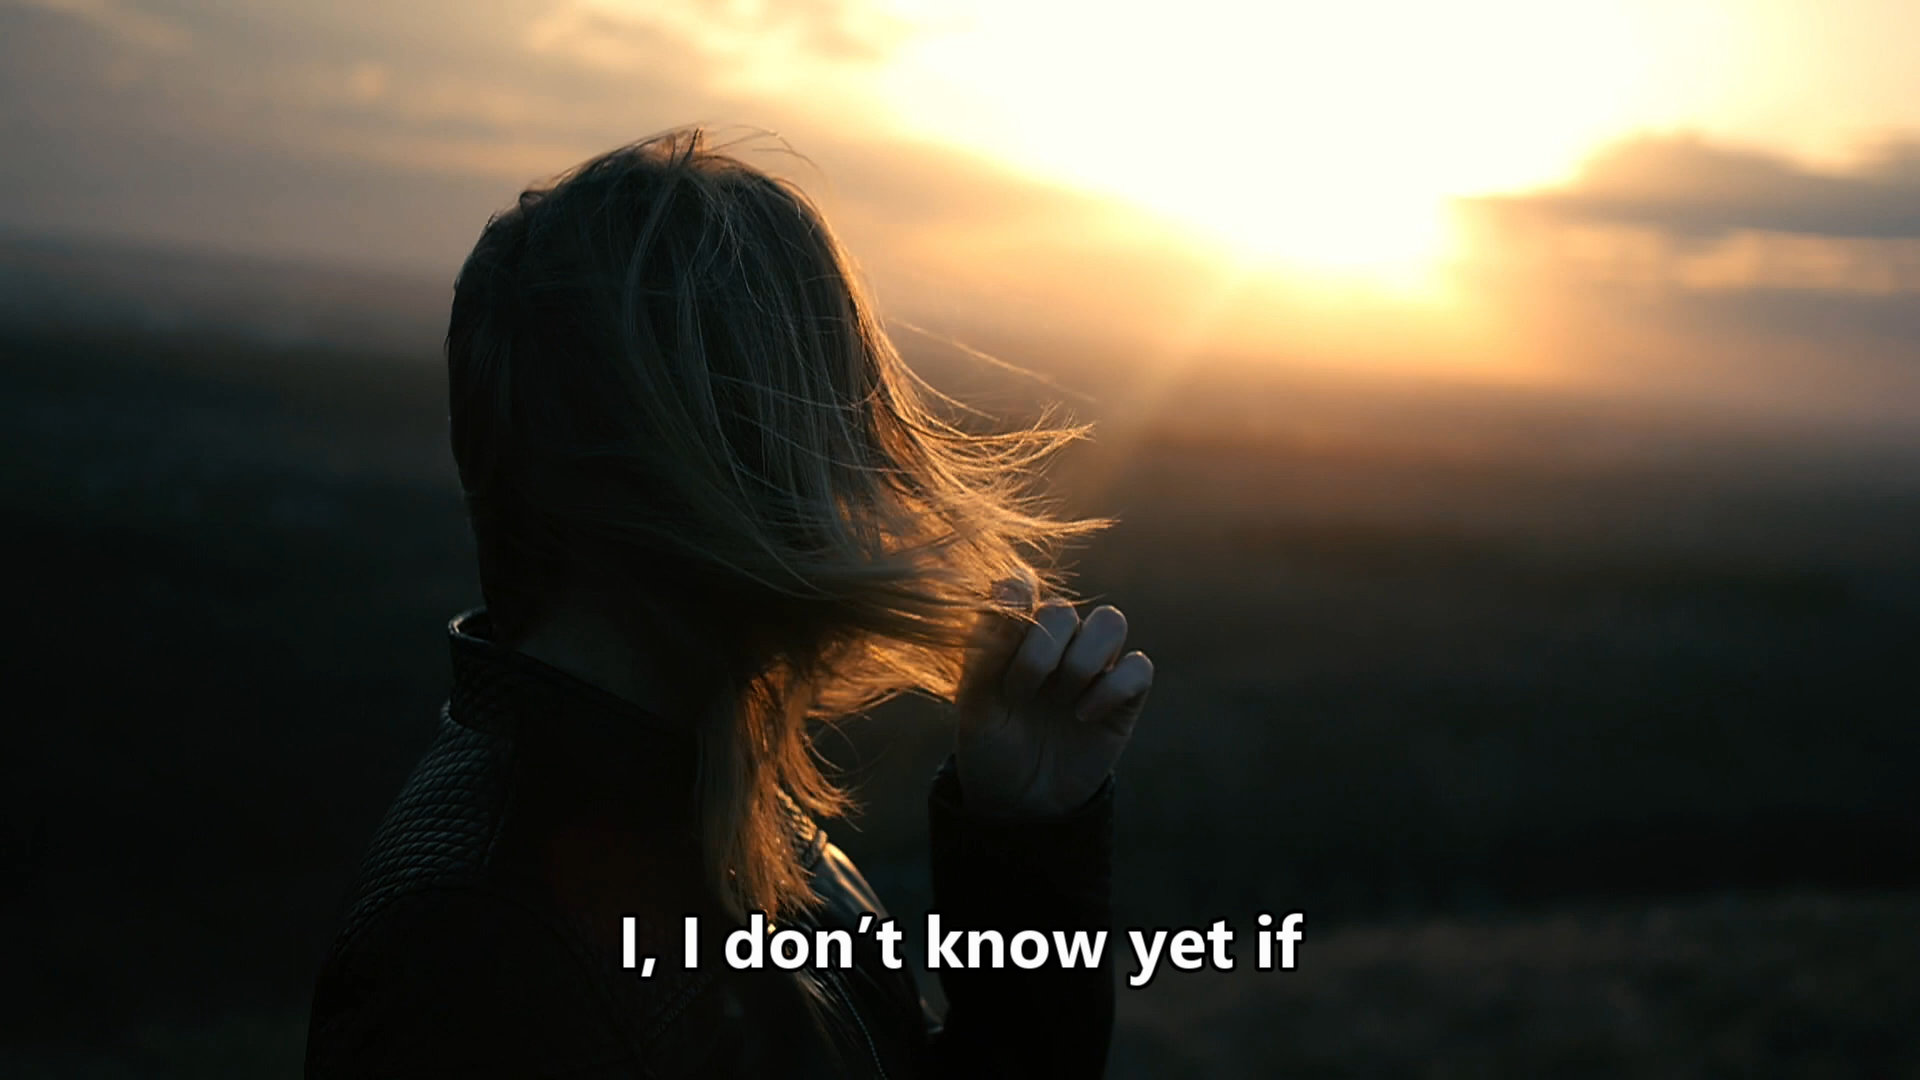 I, I don’t know yet if